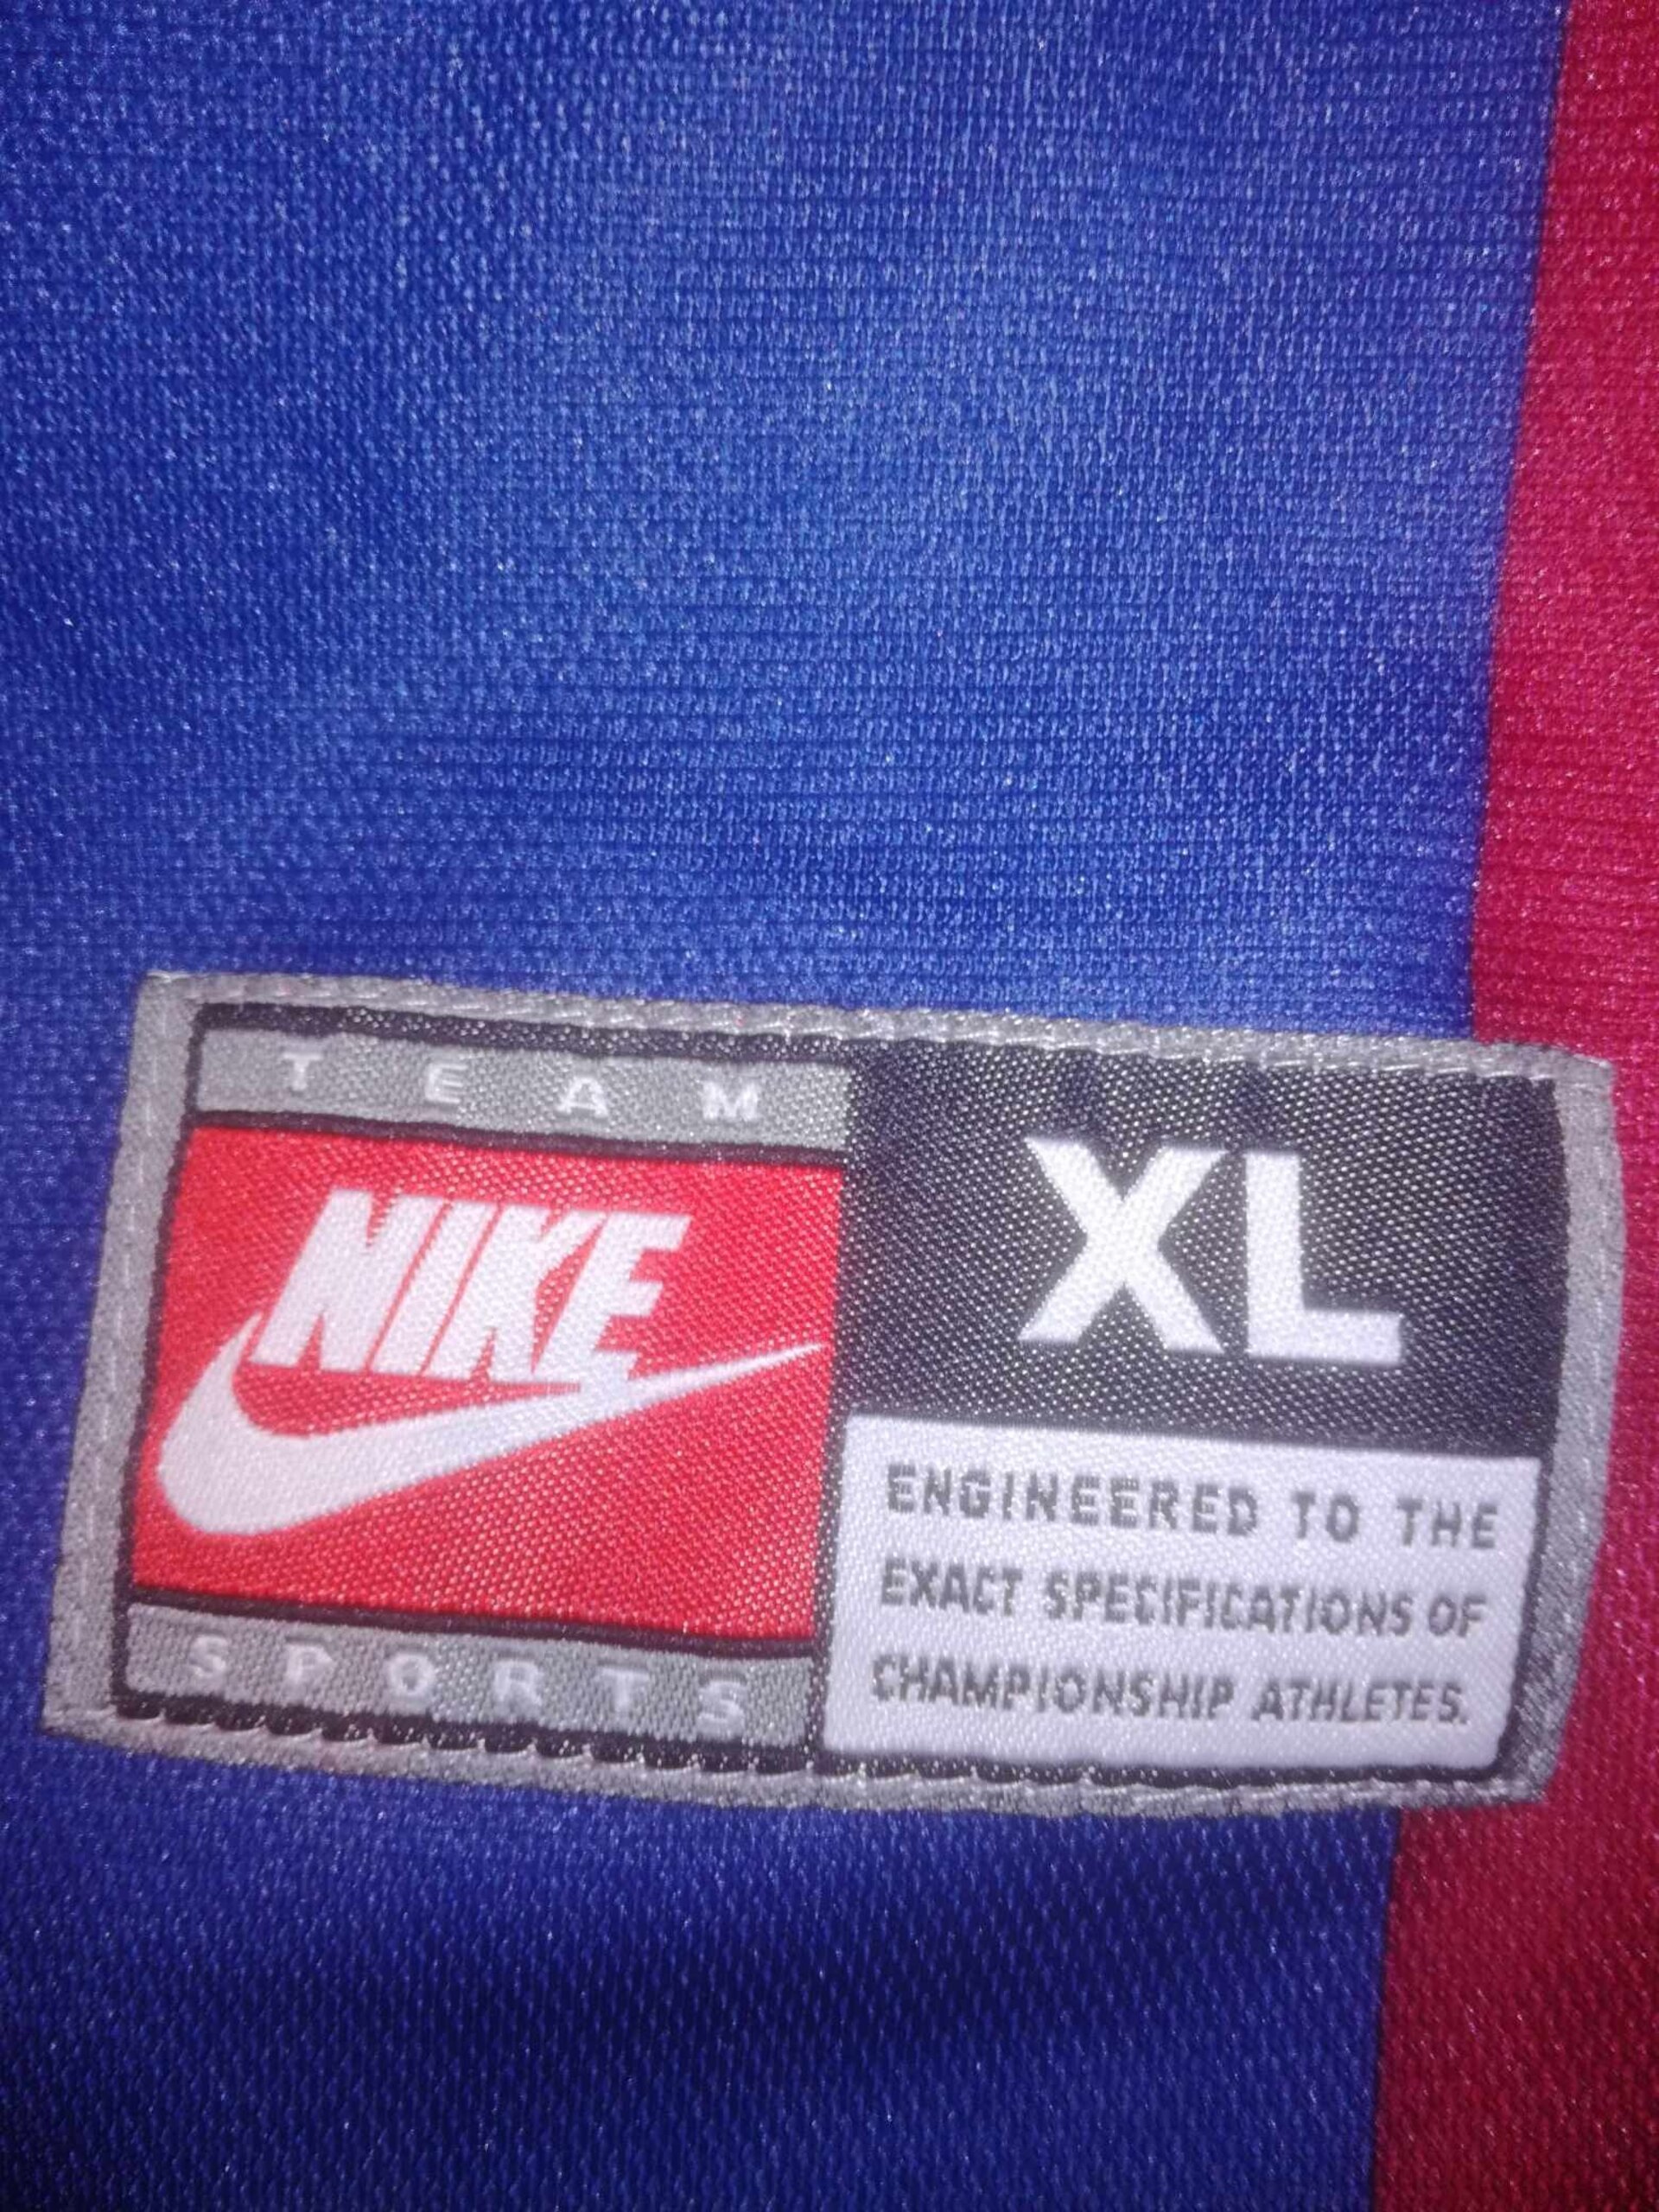 TEAM
NIKE
SPORTS
XL
ENGINEERED TO THE
EXACT SPECIFICATIONS OF
CHAMPIONSHIP ATHLETES.